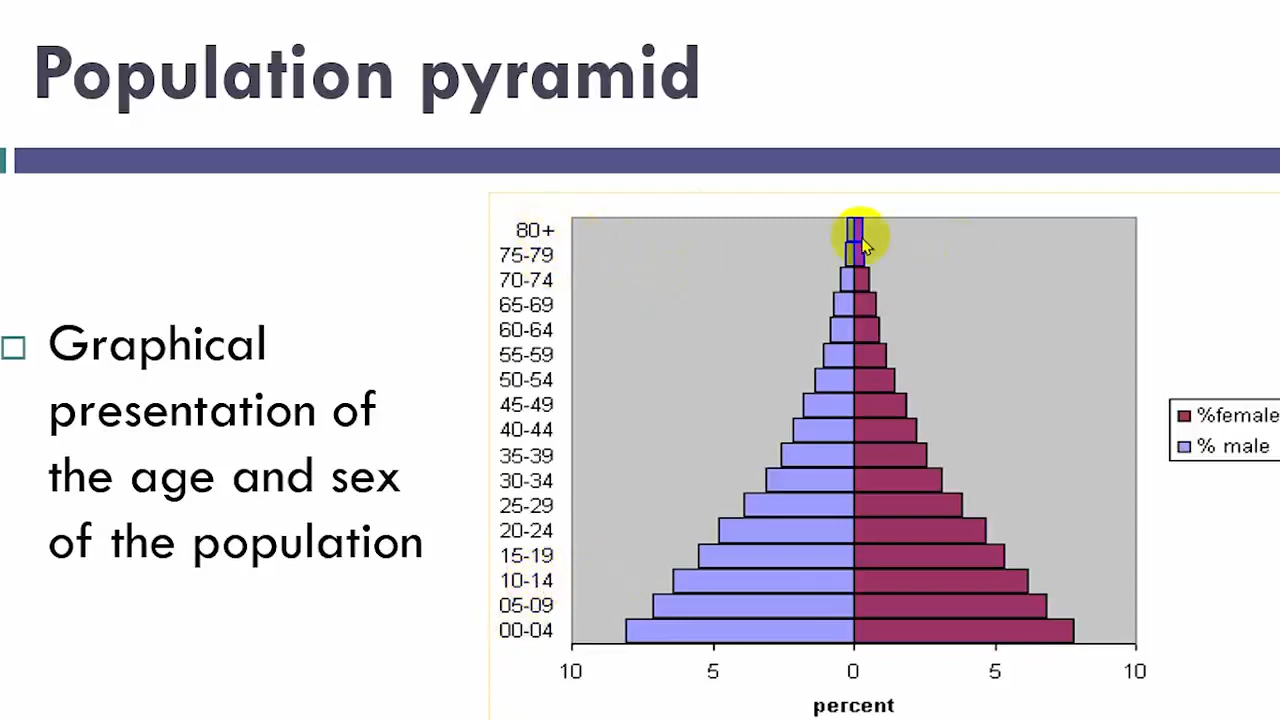 Population pyramid
Graphical
presentation of
the age and sex
of the population
80+
75-79
70-74
65-69
60-64
55-59
50-54
45-49
40-44
35-39
30-34
25-29
20-24
15-19
10-14
05-09
00-04
10 5 0 5 10
percent
%female
% male